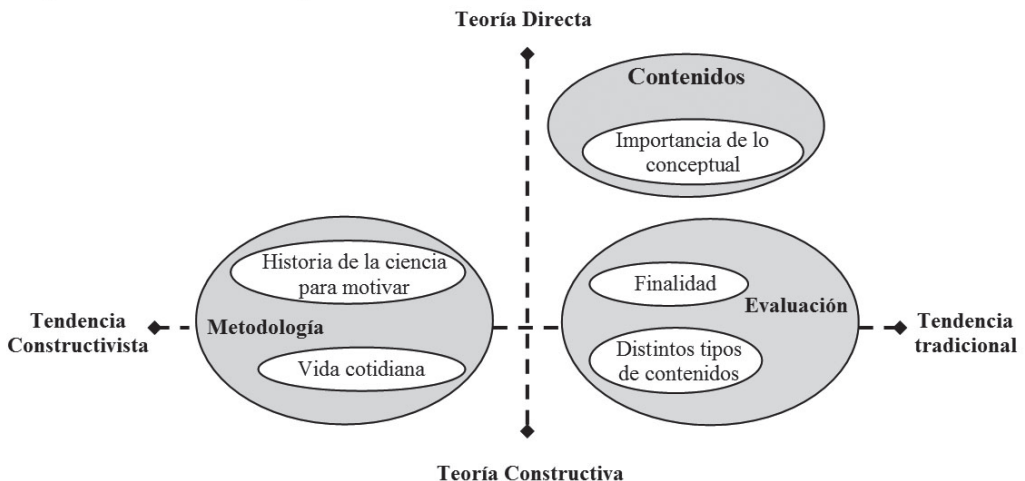 Teoría Directa
Contenidos
Importancia de lo
conceptual
Historia de la ciencia
para motivar
Finalidad
Tendencia
Constructivista
Metodología
Evaluación
Tendencia
tradicional
Vida cotidiana
Distintos tipos
de contenidos
Teoría Constructiva